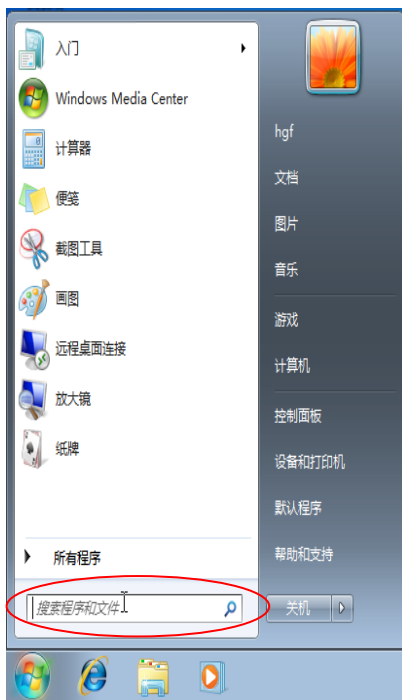 入门
Windows Media Center
计算器
便笺
截图工具
画图
远程桌面连接
放大镜
纸牌
所有程序
搜索程序和文件
hgf
文档
图片
音乐
游戏
计算机
控制面板
设备和打印机
默认程序
帮助和支持
关机